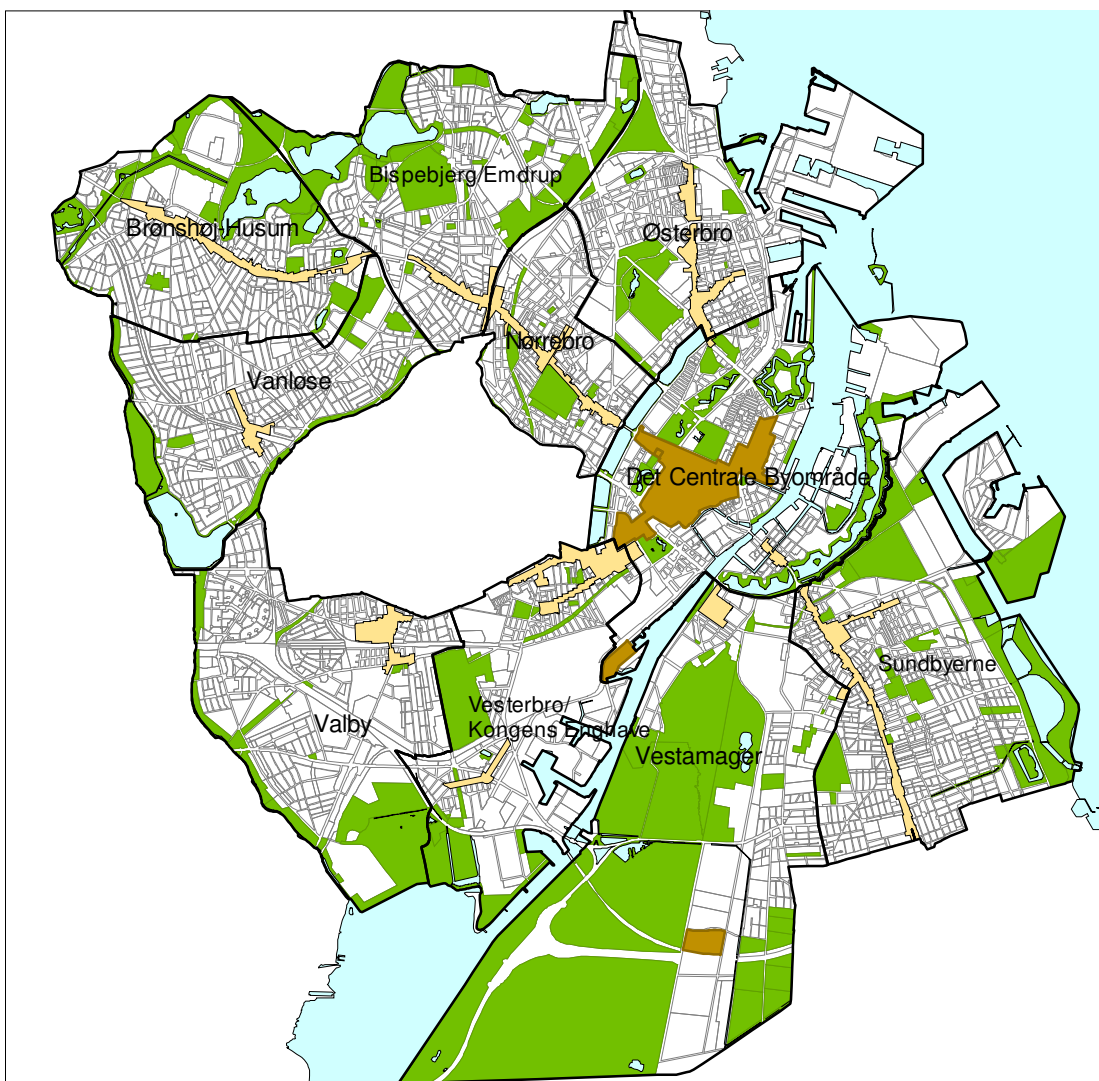 Bispebjerg/Emdrup
Brønshøj-Husum
Østerbro
Nørrebro
Vanløse
Det Centrale Byområde
Sundbyerne
Vesterbro/
Kongens Enghave
Valby
Vestamager